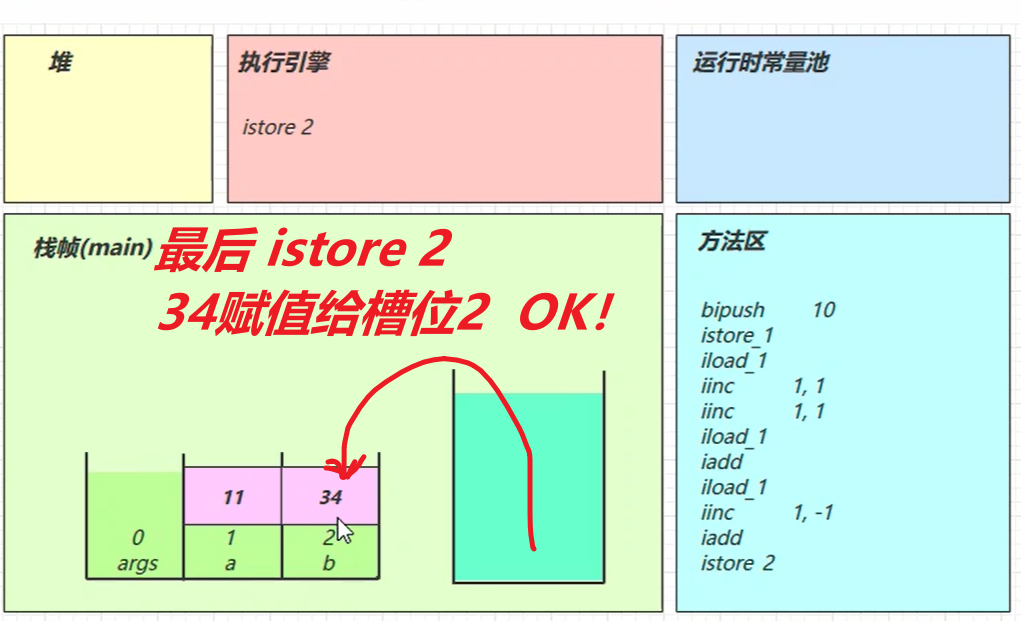 堆
执行引擎
istore 2
运行时常量池
栈帧(main)
最后 istore 2
34赋值给槽位2 OK!
11
34
0
1
2
args
a
b
方法区
bipush 10
istore_1
iload_1
iinc 1, 1
iinc 1, 1
iload_1
iadd
iload_1
iinc 1, -1
iadd
istore 2